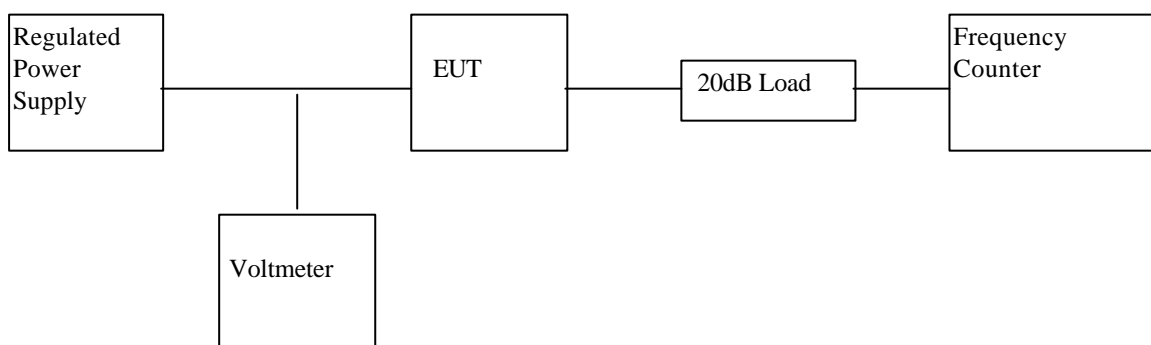 Regulated
Power
Supply
EUT
20dB Load
Frequency
Counter
Voltmeter